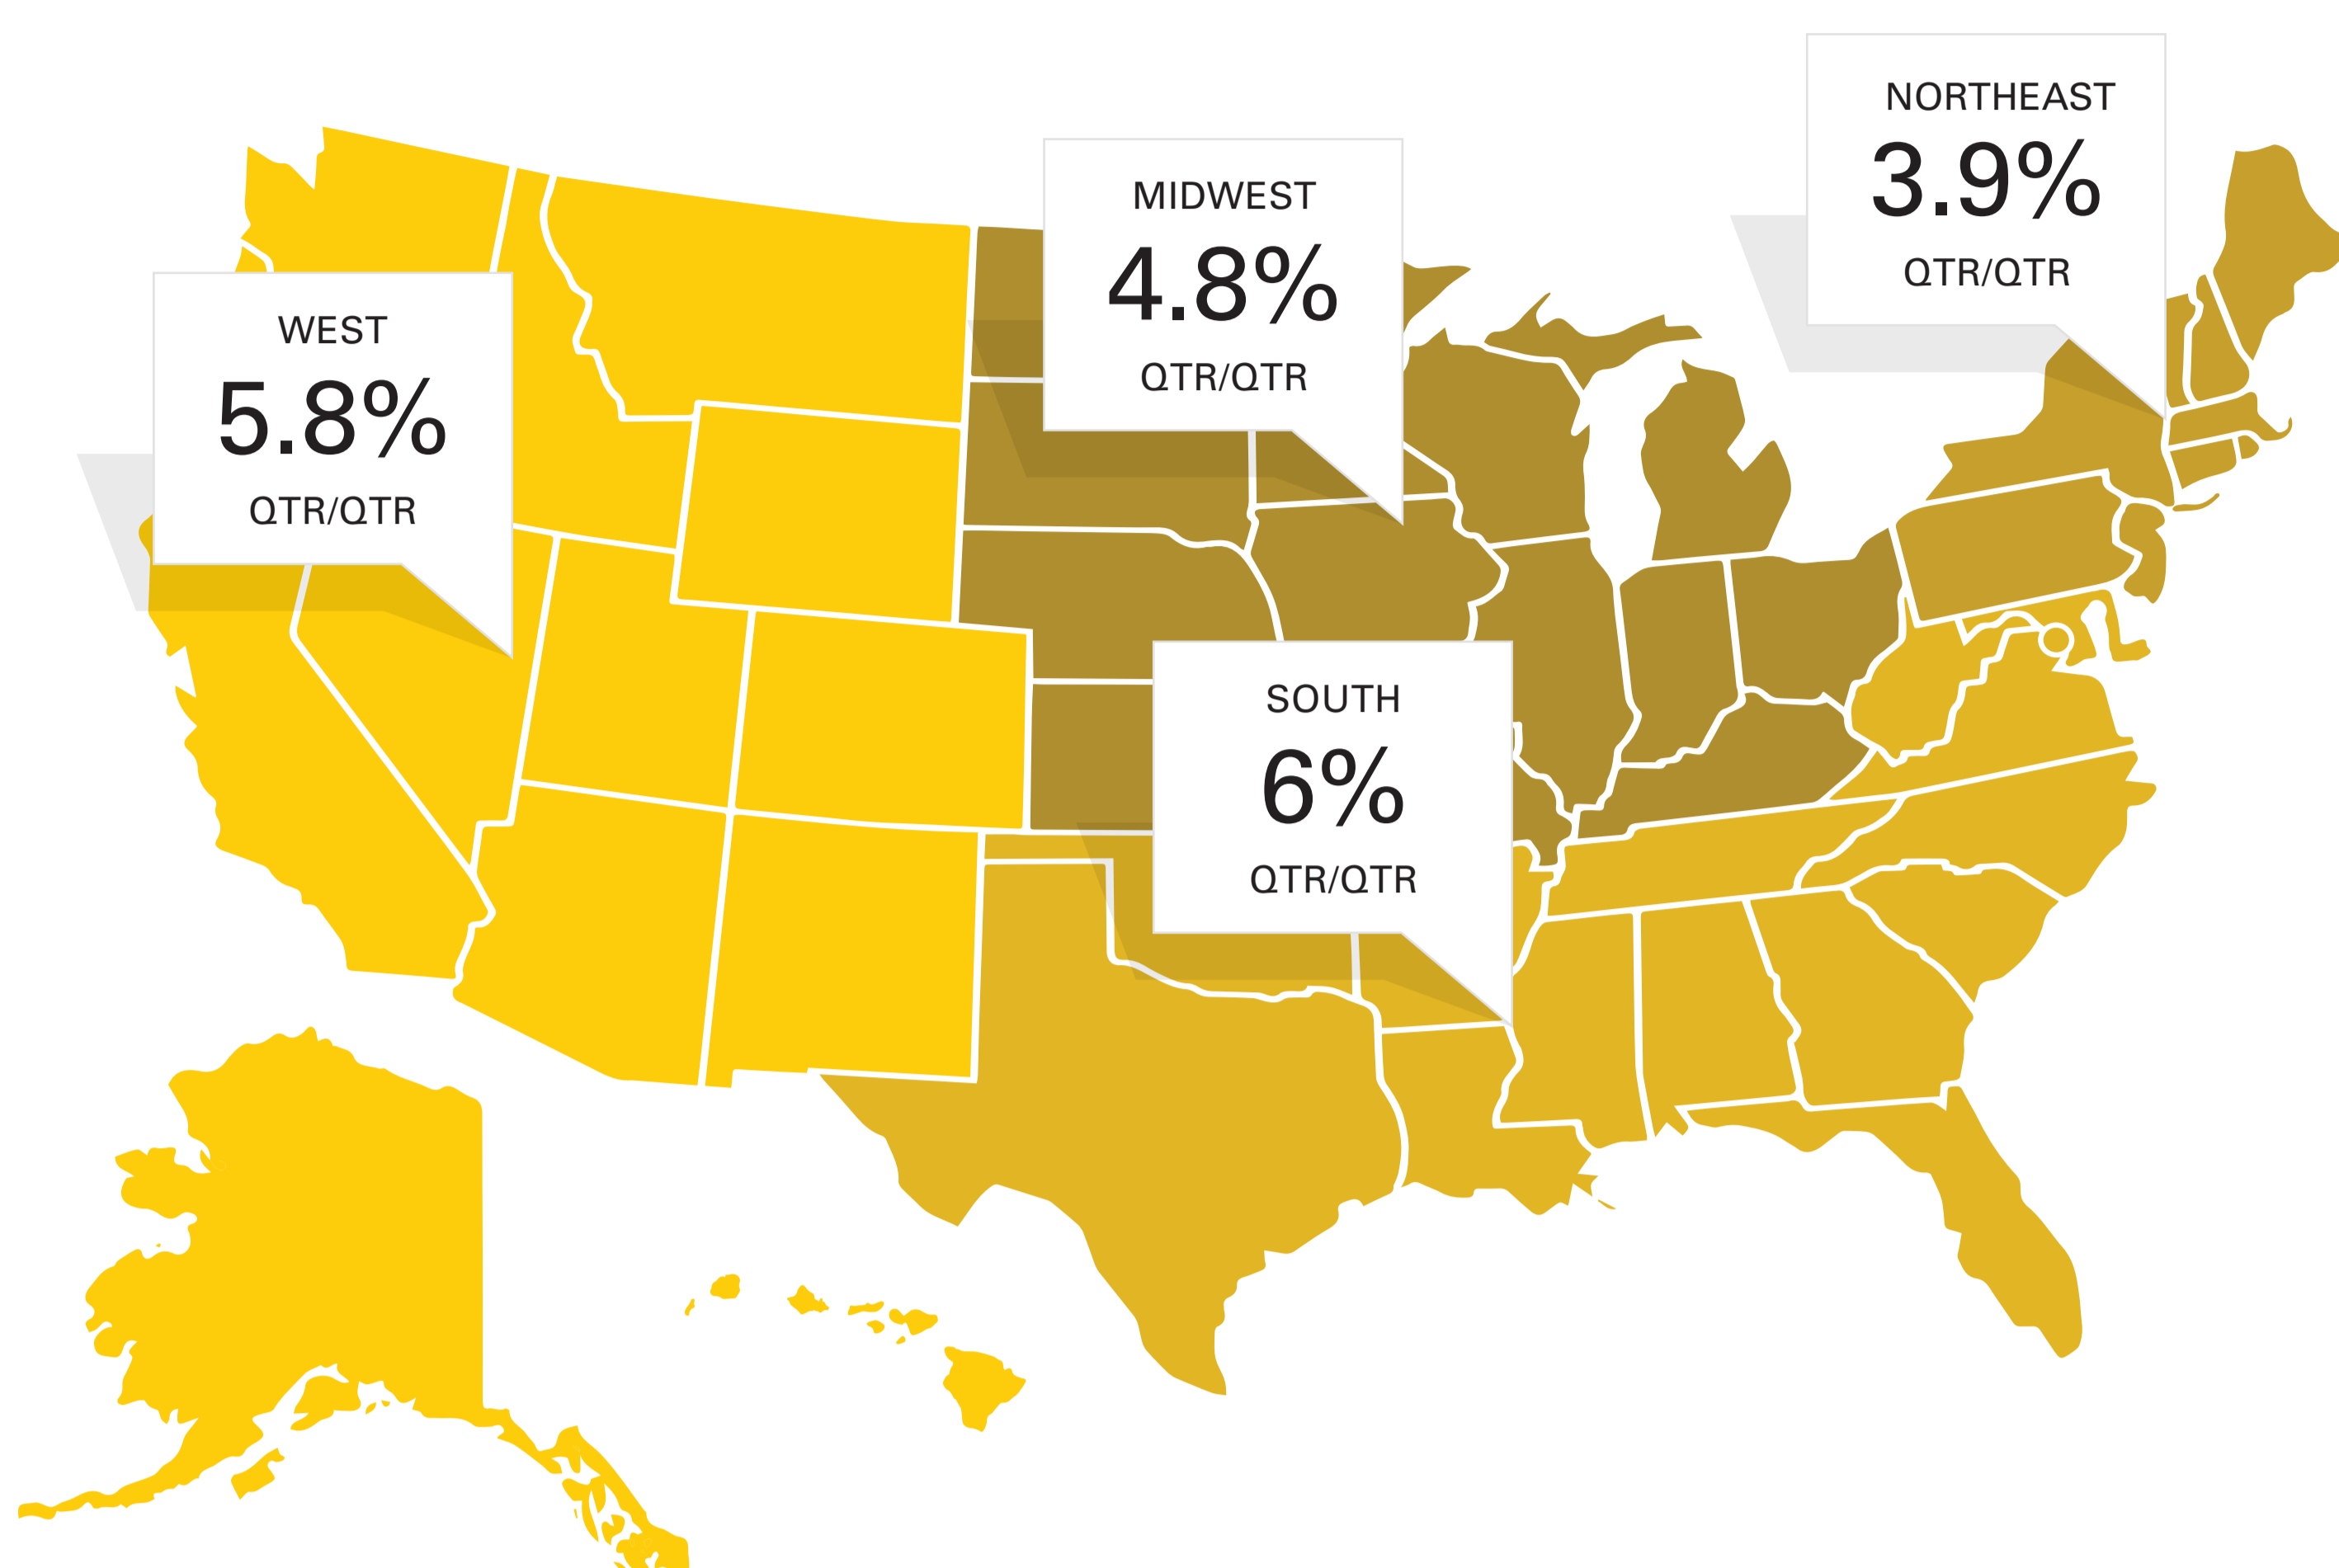 NORTHEAST
3.9%
QTR/QTR
MIDWEST
4.8%
QTR/QTR
WEST
5.8%
QTR/QTR
SOUTH
6%
QTR/QTR